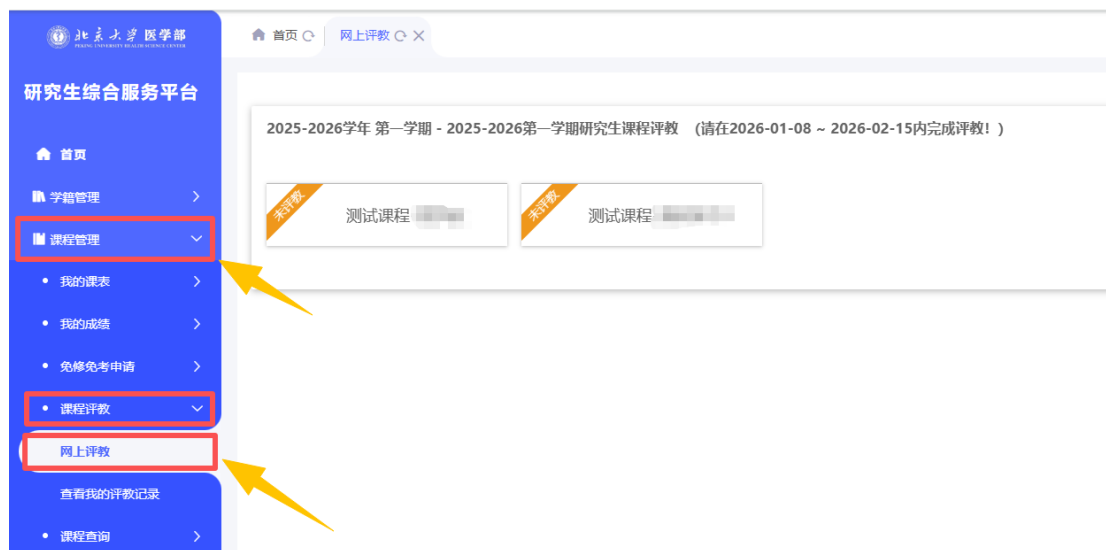 北京大学医学部
PEKING UNIVERSITY HEALTH SCIENCE CENTER
首页
网上评教
研究生综合服务平台
首页
学籍管理
课程管理
我的课表
我的成绩
免修免考申请
课程评教
网上评教
查看我的评教记录
课程查询
2025-2026学年 第一学期 - 2025-2026第一学期研究生课程评教 (请在2026-01-08 ~ 2026-02-15内完成评教! )
未评教
测试课程
未评教
测试课程